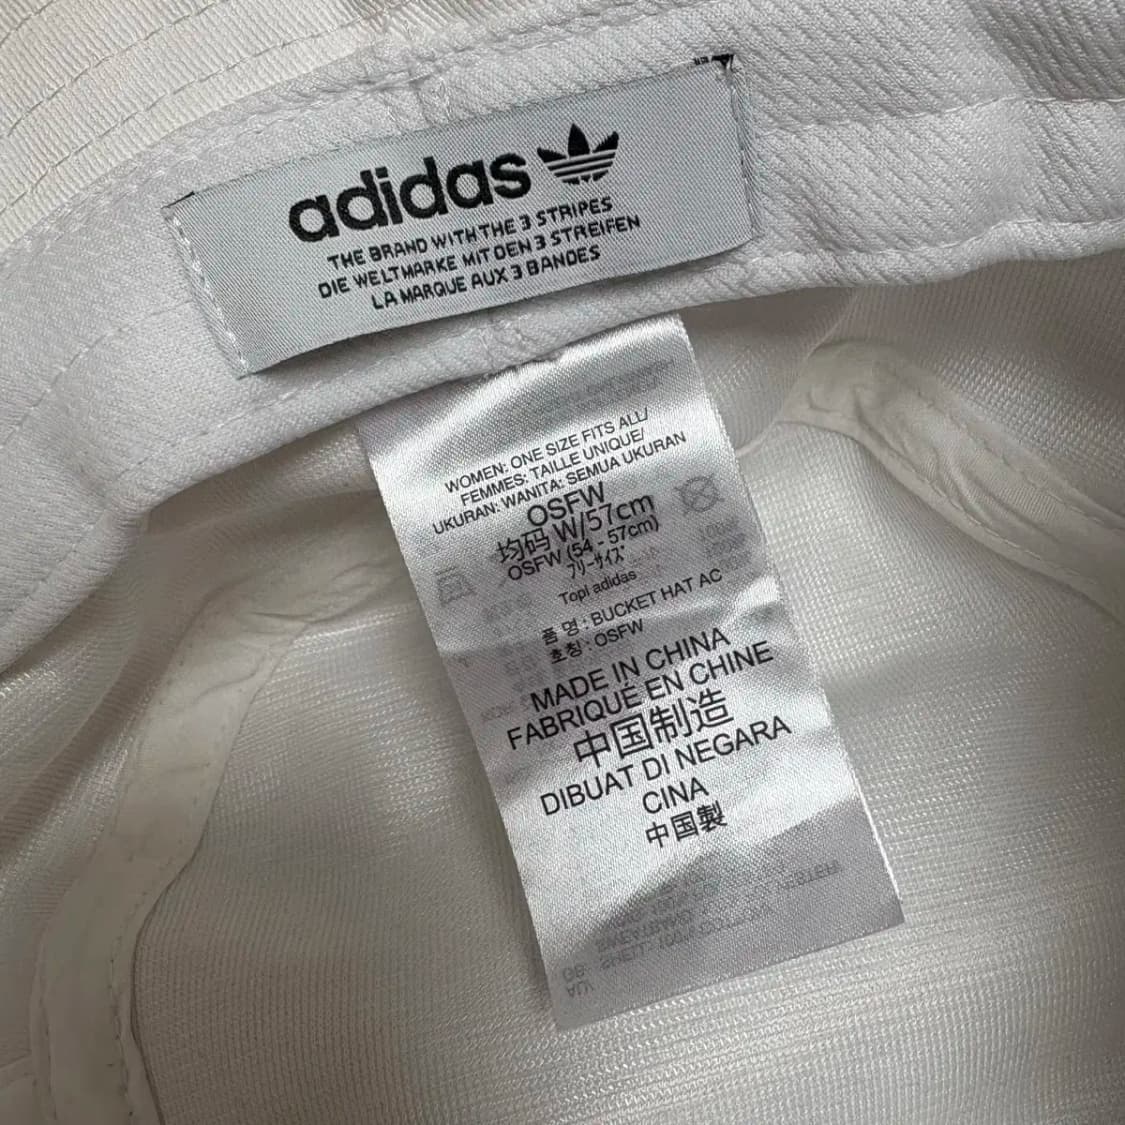 adidas
THE BRAND WITH THE 3 STRIPES
DIE WELTMARKE MIT DEN 3 STREIFEN
LA MARQUE AUX 3 BANDES
WOMEN: ONE SIZE FITS ALL/
FEMMES: TAILLE UNIQUE/
UKURAN: WANITA: SEMUA UKURAN
OSFW
均码 W/57cm
OSFW (54 - 57cm)
フリーサイズ
Topl adidas
품 명 : BUCKET HAT AC
호칭 : OSFW
MADE IN CHINA
FABRIQUÉ EN CHINE
中国制造
DIBUAT DI NEGARA
CINA
中国製